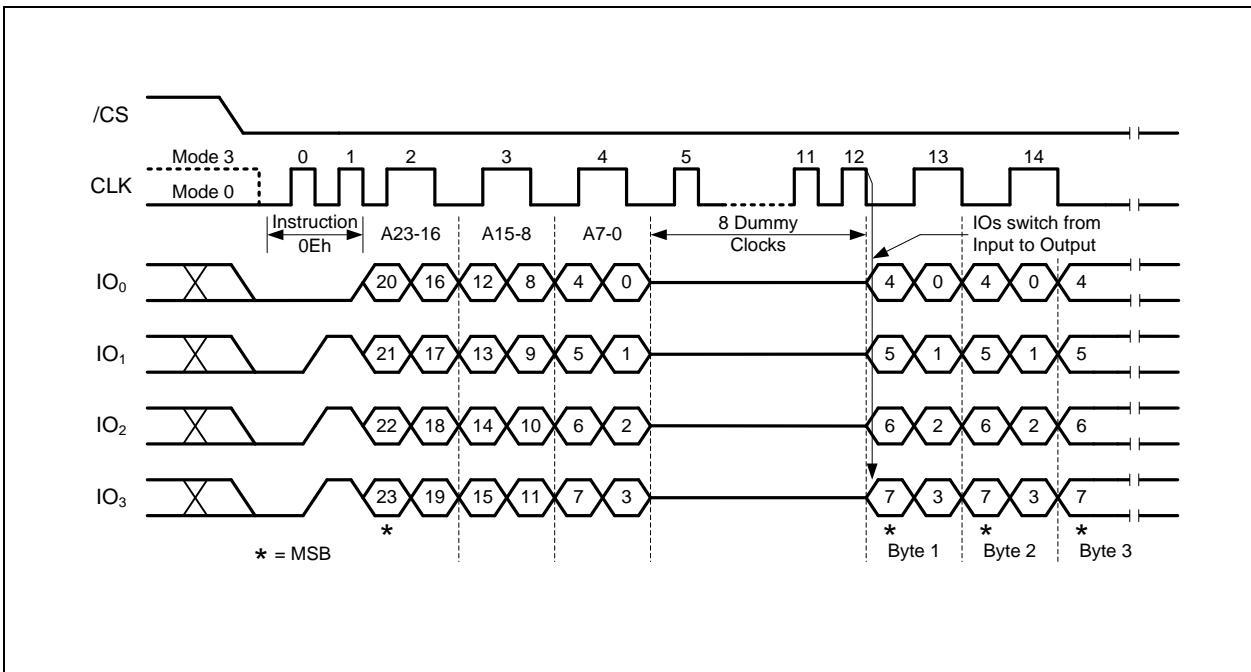 /CS
Mode 3 0 1 2 3 4 5 11 12 13 14
CLK
Mode 0
Instruction
0Eh
A23-16 A15-8 A7-0
8 Dummy
Clocks
IOs switch from
Input to Output
IO0 20 16 12 8 4 0 4 0 4 0 4
IO1 21 17 13 9 5 1 5 1 5 1 5
IO2 22 18 14 10 6 2 6 2 6 2 6
IO3 23 19 15 11 7 3 7 3 7 3 7
* * * *
* = MSB
Byte 1 Byte 2 Byte 3